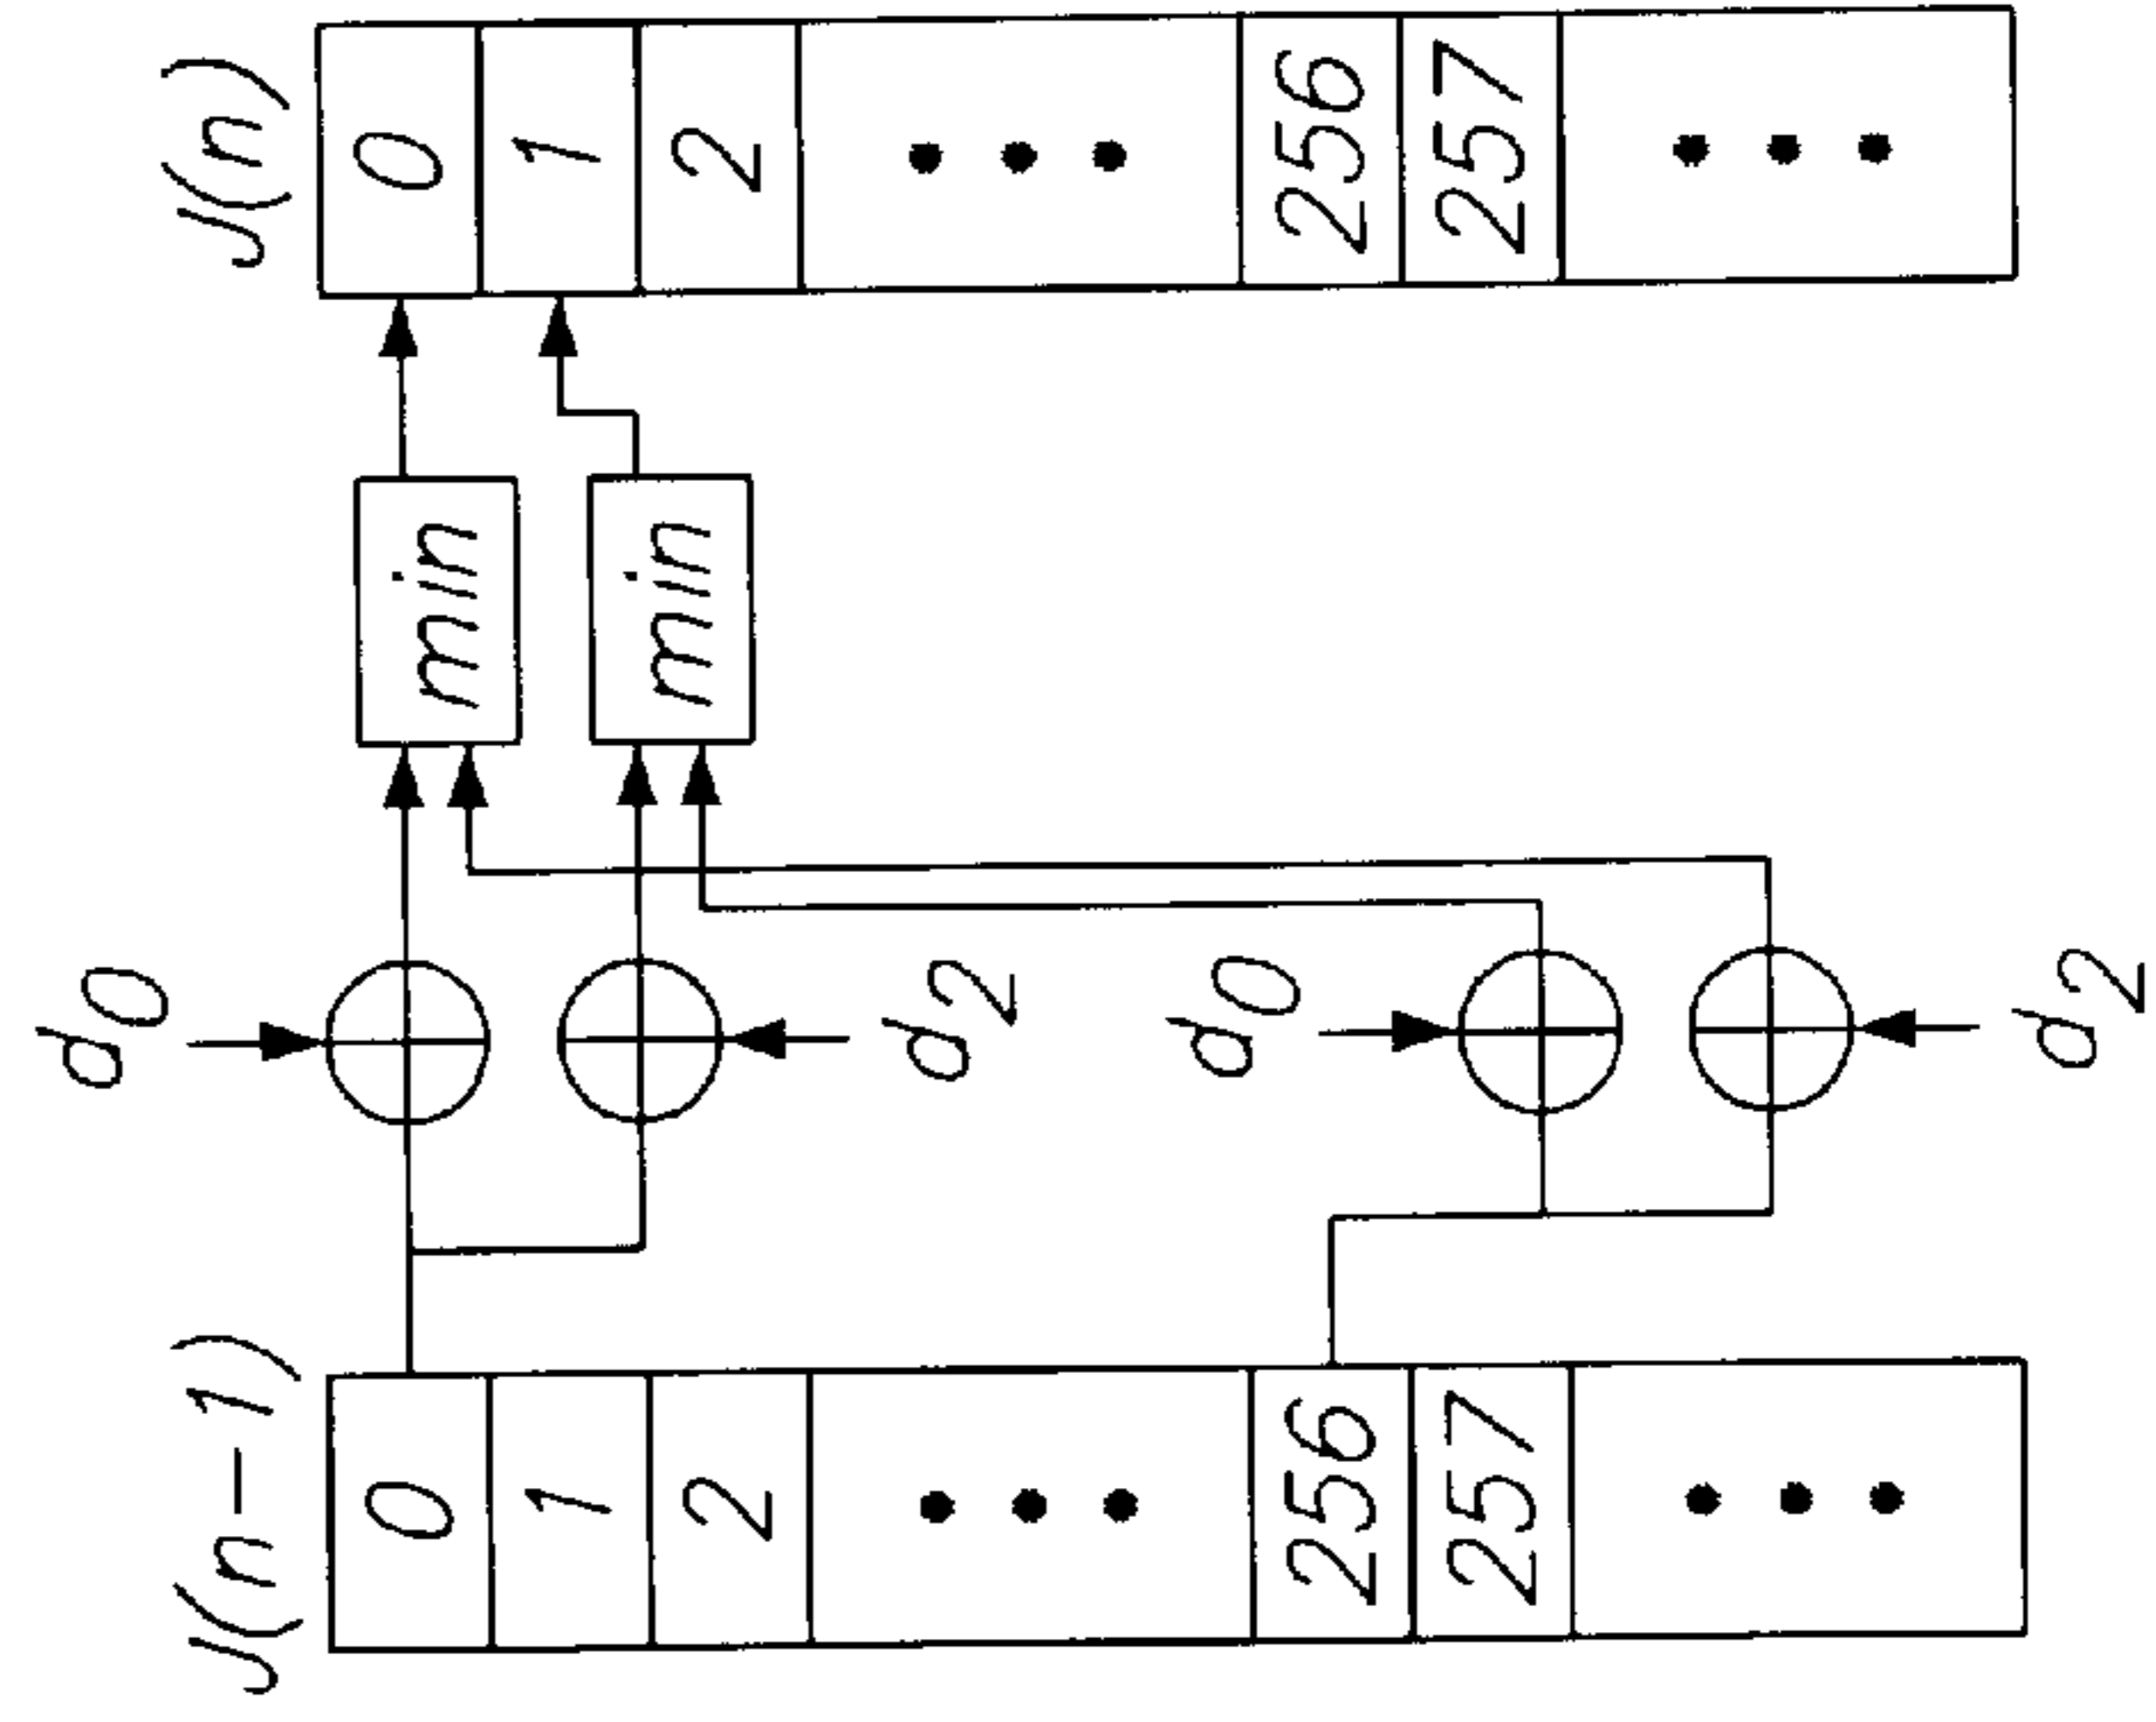 J(n-1)
0
1
2
• • •
256
257
• • •
d0
d2
d0
d2
min
min
J(n)
0
1
2
• • •
256
257
• • •